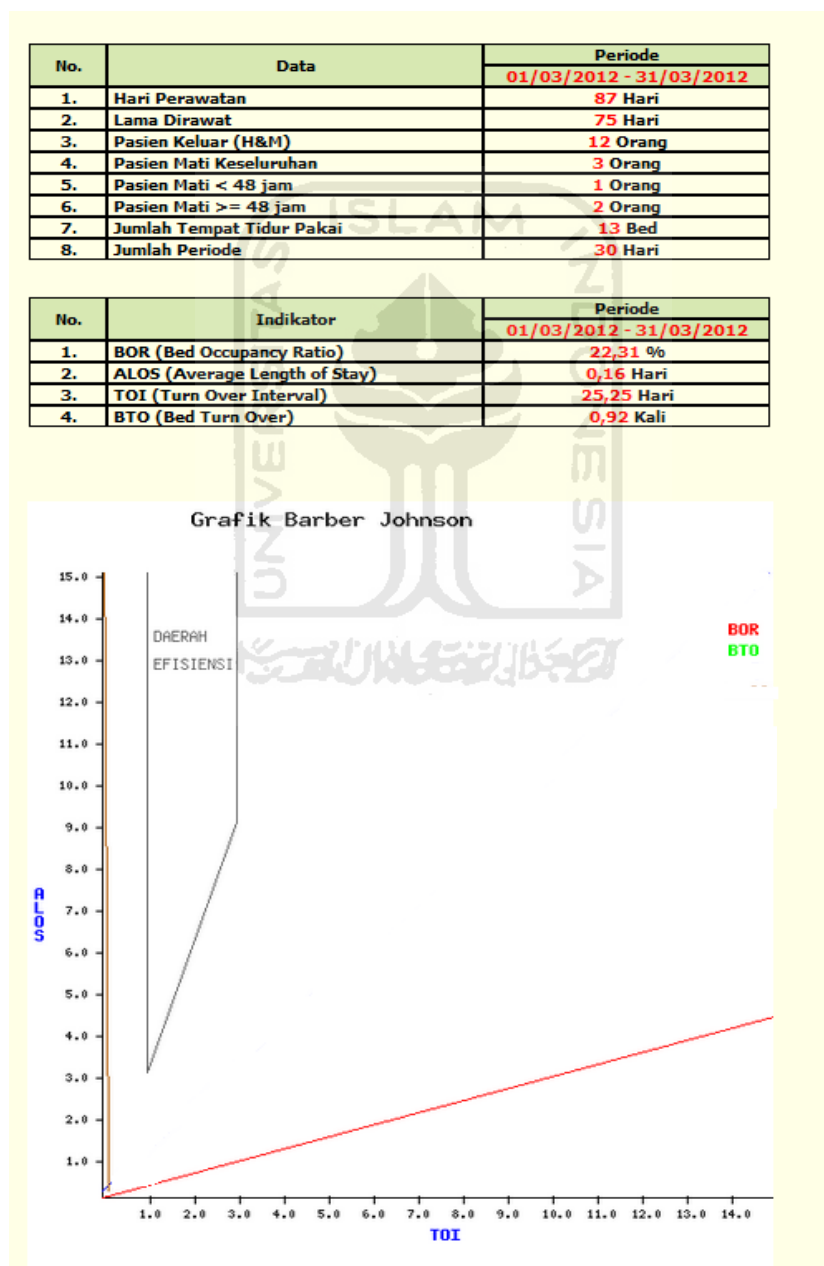 No. Data Periode
01/03/2012 - 31/03/2012
1. Hari Perawatan 87 Hari
2. Lama Dirawat 75 Hari
3. Pasien Keluar (H&M) 12 Orang
4. Pasien Mati Keseluruhan 3 Orang
5. Pasien Mati < 48 jam 1 Orang
6. Pasien Mati >= 48 jam 2 Orang
7. Jumlah Tempat Tidur Pakai 13 Bed
8. Jumlah Periode 30 Hari
No. Indikator Periode
01/03/2012 - 31/03/2012
1. BOR (Bed Occupancy Ratio) 22,31 %
2. ALOS (Average Length of Stay) 0,16 Hari
3. TOI (Turn Over Interval) 25,25 Hari
4. BTO (Bed Turn Over) 0,92 Kali
UNIVERSITAS ISLAM INDONESIA
Grafik Barber Johnson
15.0
14.0
DAERAH
EFISIENSI
BOR
BTO
13.0
12.0
11.0
10.0
9.0
8.0
7.0
6.0
5.0
4.0
3.0
2.0
1.0
ALOS
1.0 2.0 3.0 4.0 5.0 6.0 7.0 8.0 9.0 10.0 11.0 12.0 13.0 14.0
TOI